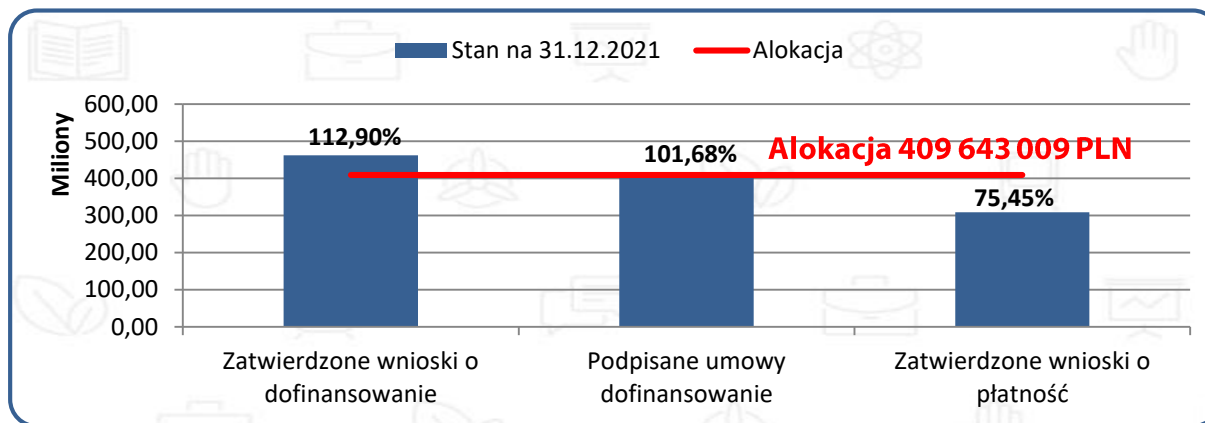 Stan na 31.12.2021 Alokacja
Miliony
600,00
500,00
400,00
300,00
200,00
100,00
0,00
112,90%
101,68%
Alokacja 409 643 009 PLN
75,45%
Zatwierdzone wnioski o
dofinansowanie
Podpisane umowy
dofinansowanie
Zatwierdzone wnioski o
płatność